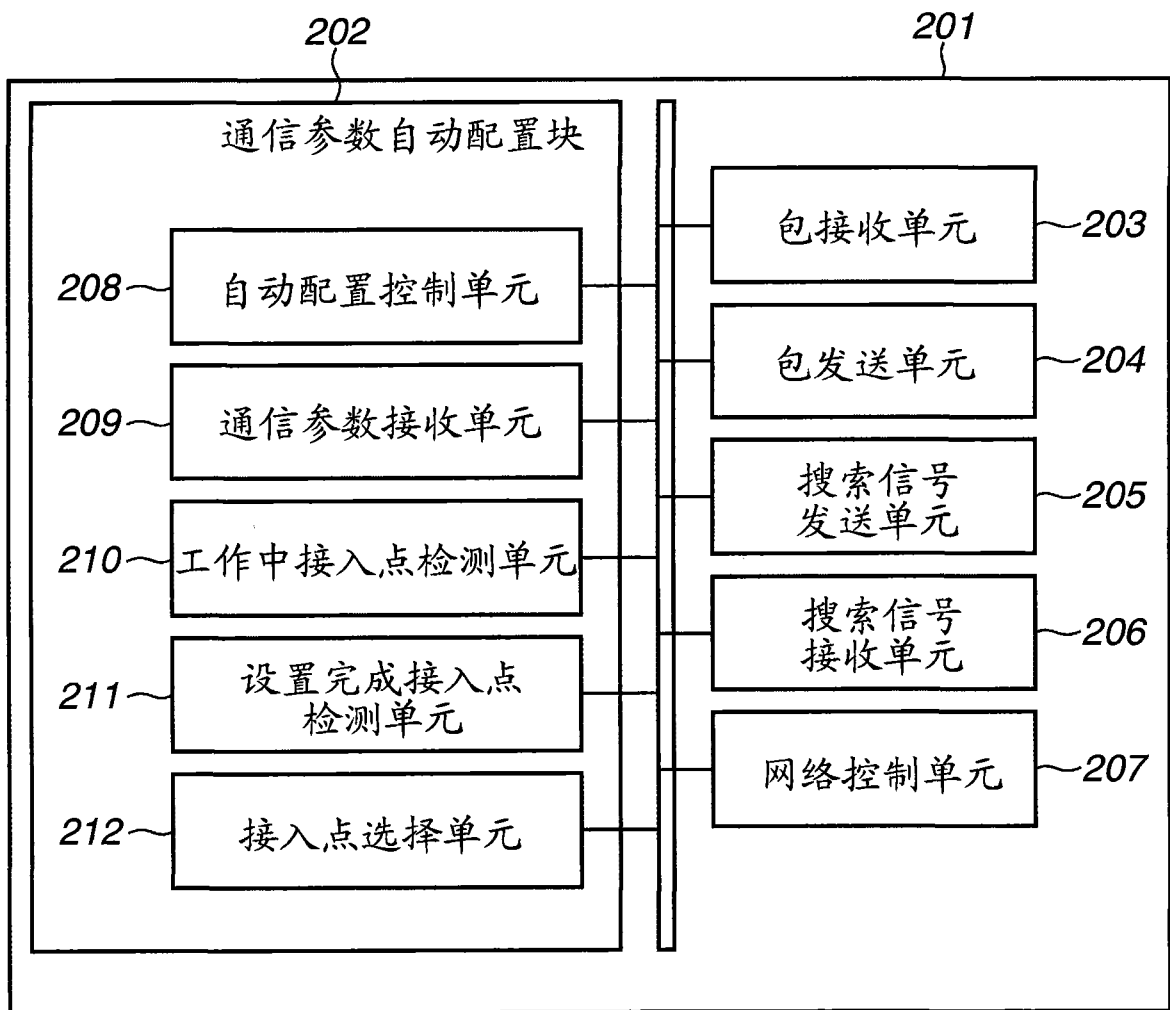 202
201
通信参数自动配置块
208
自动配置控制单元
209
通信参数接收单元
210
工作中接入点检测单元
211
设置完成接入点
检测单元
212
接入点选择单元
包接收单元
203
包发送单元
204
搜索信号
发送单元
205
搜索信号
接收单元
206
网络控制单元
207